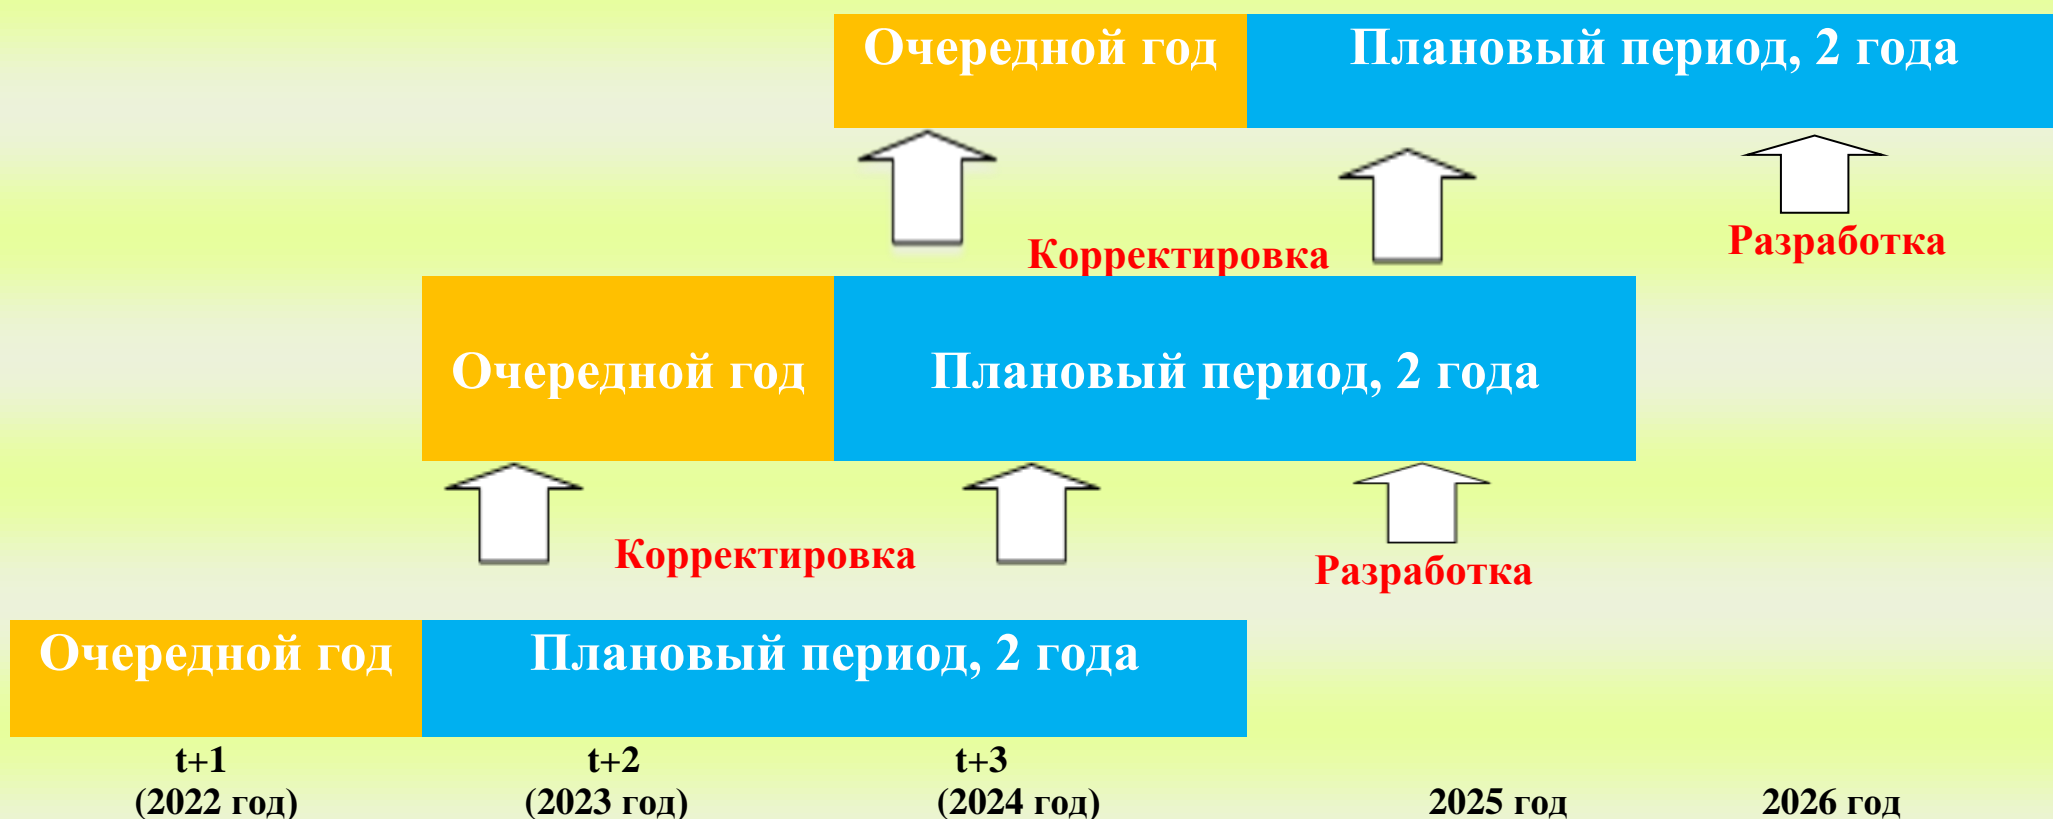 Очередной год Плановый период, 2 года
Корректировка Разработка
Очередной год Плановый период, 2 года
Корректировка Разработка
Очередной год Плановый период, 2 года
t+1 t+2 t+3
(2022 год) (2023 год) (2024 год) 2025 год 2026 год